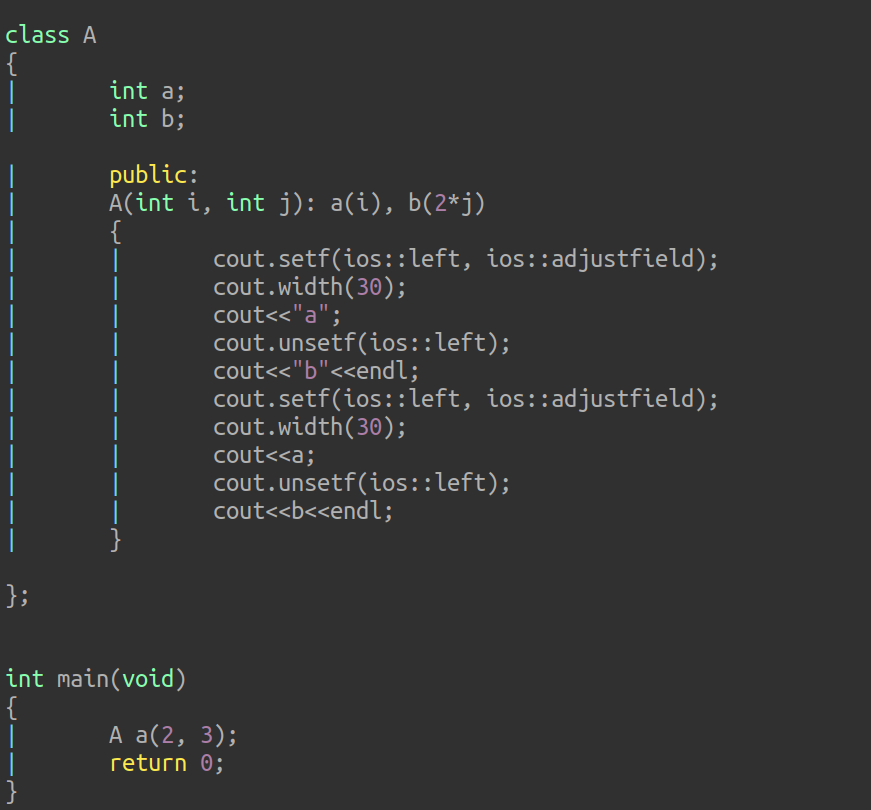 class A
{
| int a;
| int b;
| public:
| A(int i, int j): a(i), b(2*j)
| {
| | cout.setf(ios::left, ios::adjustfield);
| | cout.width(30);
| | cout<<"a";
| | cout.unsetf(ios::left);
| | cout<<"b"<<endl;
| | cout.setf(ios::left, ios::adjustfield);
| | cout.width(30);
| | cout<<a;
| | cout.unsetf(ios::left);
| | cout<<b<<endl;
| }
};
int main(void)
{
| A a(2, 3);
| return 0;
}